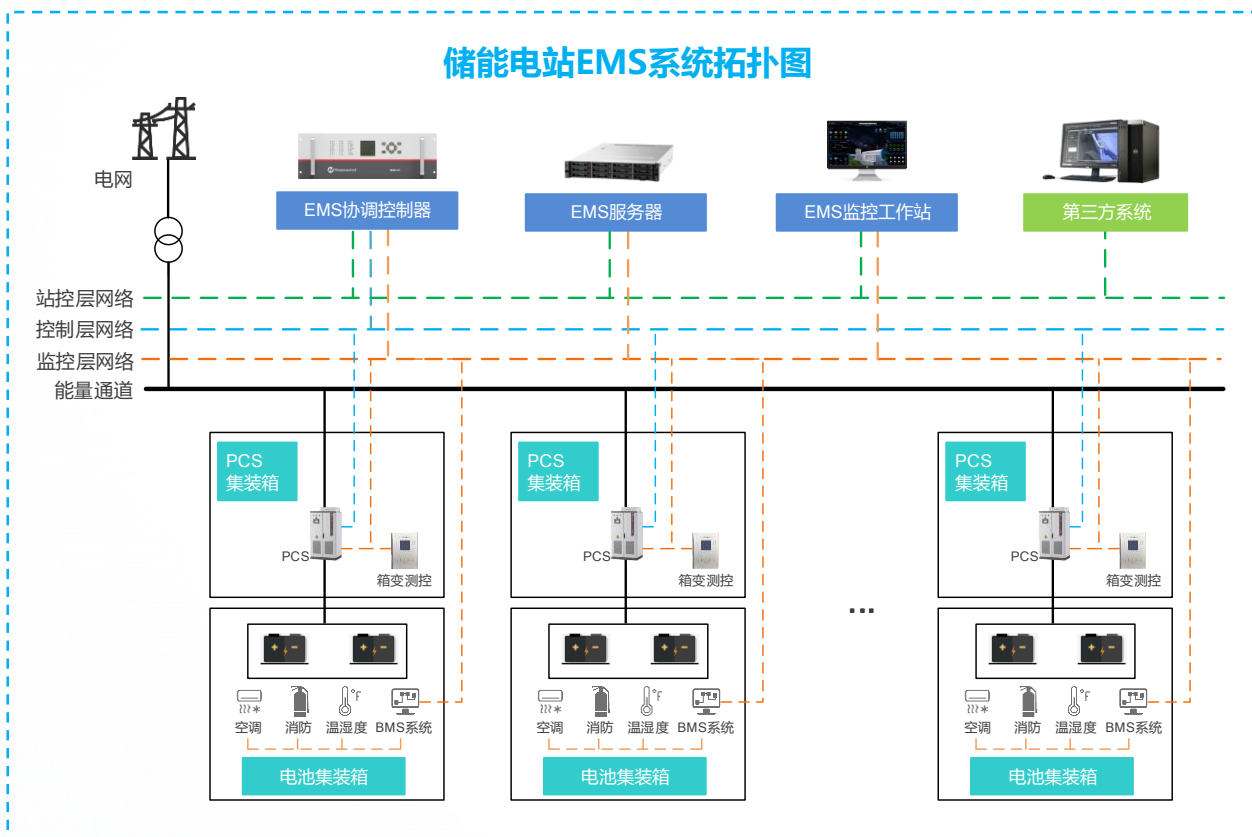 储能电站EMS系统拓扑图
电网
EMS协调控制器
EMS服务器
EMS监控工作站
第三方系统
站控层网络
控制层网络
监控层网络
能量通道
PCS
集装箱
PCS
箱变测控
PCS
集装箱
PCS
箱变测控
PCS
集装箱
PCS
箱变测控
...
°F
空调
消防
温湿度
BMS系统
电池集装箱
°F
空调
消防
温湿度
BMS系统
电池集装箱
°F
空调
消防
温湿度
BMS系统
电池集装箱